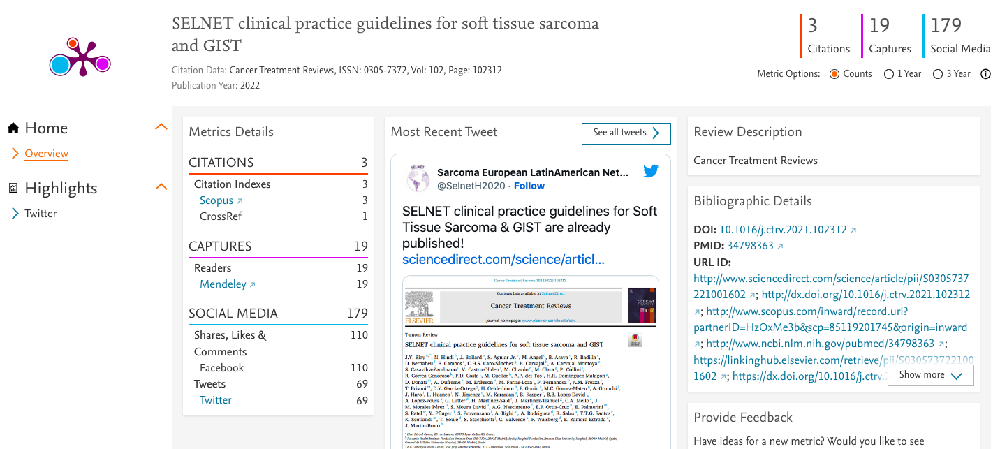 SELNET clinical practice guidelines for soft tissue sarcoma
and GIST
Citation Data: Cancer Treatment Reviews, ISSN: 0305-7372, Vol: 102, Page: 102312
Publication Year: 2022
3
Citations
19
Captures
179
Social Media
Metric Options: Counts 1 Year 3 Year
Home
Overview
Highlights
Twitter
Metrics Details
CITATIONS 3
Citation Indexes 3
Scopus 3
CrossRef 1
CAPTURES 19
Readers 19
Mendeley 19
SOCIAL MEDIA 179
Shares, Likes & 110
Comments
Facebook 110
Tweets 69
Twitter 69
Most Recent Tweet
See all tweets
SELNET
Sarcoma European LatinAmerican Net...
@SelnetH2020 · Follow
SELNET clinical practice guidelines for Soft
Tissue Sarcoma & GIST are already
published!
sciencedirect.com/science/articl...
Cancer Treatment Reviews 102 (2022) 102312
Contents lists available at ScienceDirect
Cancer Treatment Reviews
journal homepage: www.elsevier.com/locate/ctrv
ELSEVIER
Tumour Review
SELNET clinical practice guidelines for soft tissue sarcoma and GIST
J.Y. Blay, N. Hindi, J. Bollard, S. Aguiar Jr., M. Angel, B. Araya, R. Badilla,
D. Bernabeu, F. Campos, C.H.S. Caro-Sánchez, B. Carvajal, A. Carvajal Montoya,
S. Casavilca-Zambrano, V. Castro-Oliden, M. Chacón, M. Clara, P. Collini,
R. Correa Genoroso, F.D. Costa, M. Cuellar, A.P. dei Tos, H.R. Dominguez Malagon,
D. Donati, A. Dufresne, M. Eriksson, M. Farias-Loza, P. Fernandez, A.M. Frezza,
T. Frisoni, D.Y. Garcia-Ortega, H. Gelderblom, F. Gouin, M.C. Gómez-Mateo, A. Gronchi,
J. Haro, L. Huanca, N. Jimenez, M. Karanian, B. Kasper, B.B. Lopes David,
A. Lopez-Pousa, G. Lutter, H. Martinez-Said, J. Martinez-Tlahuel, C.A. Mello, J.
M. Morales Pérez, S. Moura David, A.G. Nascimento, E.J. Ortiz-Cruz, E. Palmerini,
S. Patel, Y. Pfluger, S. Provenzano, A. Righi, A. Rodriguez, R. Salas, T.T.G. Santos,
K. Scotlandi, T. Soule, S. Stacchiotti, C. Valverde, F. Waisberg, E. Zamora Estrada,
J. Martin-Broto
Review Description
Cancer Treatment Reviews
Bibliographic Details
DOI: 10.1016/j.ctrv.2021.102312
PMID: 34798363
URL ID:
http://www.sciencedirect.com/science/article/pii/S0305737
221001602; http://dx.doi.org/10.1016/j.ctrv.2021.102312
; http://www.scopus.com/inward/record.url?
partnerID=HzOxMe3b&scp=85119201745&origin=inward
; http://www.ncbi.nlm.nih.gov/pubmed/34798363;
https://linkinghub.elsevier.com/retrieve/pii/S030573722100
1602; https://dx.doi.org/10.1016/j.ctrv.
Show more
Provide Feedback
Have ideas for a new metric? Would you like to see